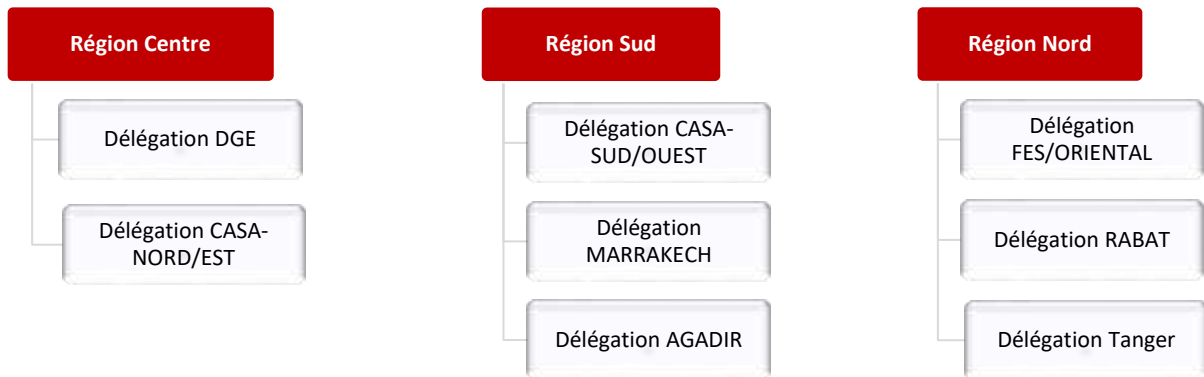 Région Centre
Délégation DGE
Délégation CASA-
NORD/EST
Région Sud
Délégation CASA-
SUD/OUEST
Délégation
MARRAKECH
Délégation AGADIR
Région Nord
Délégation
FES/ORIENTAL
Délégation RABAT
Délégation Tanger